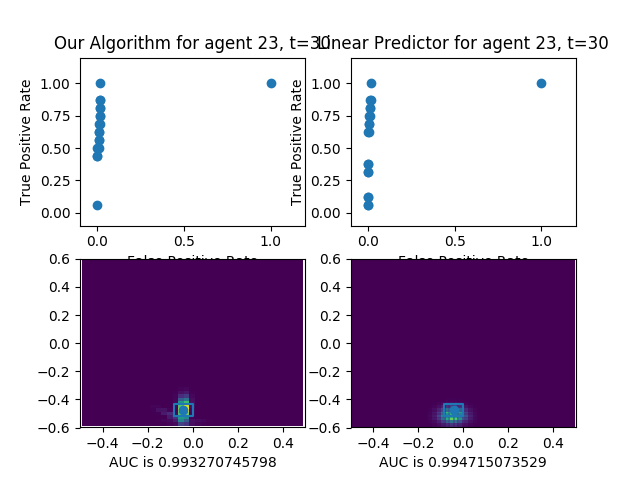 Our Algorithm for agent 23, t=30
Linear Predictor for agent 23, t=30
True Positive Rate
1.00
0.75
0.50
0.25
0.00
0.0 0.5 1.0
False Positive Rate
True Positive Rate
1.00
0.75
0.50
0.25
0.00
0.0 0.5 1.0
False Positive Rate
0.6
0.4
0.2
0.0
−0.2
−0.4
−0.6
−0.4 −0.2 0.0 0.2 0.4
AUC is 0.993270745798
0.6
0.4
0.2
0.0
−0.2
−0.4
−0.6
−0.4 −0.2 0.0 0.2 0.4
AUC is 0.994715073529